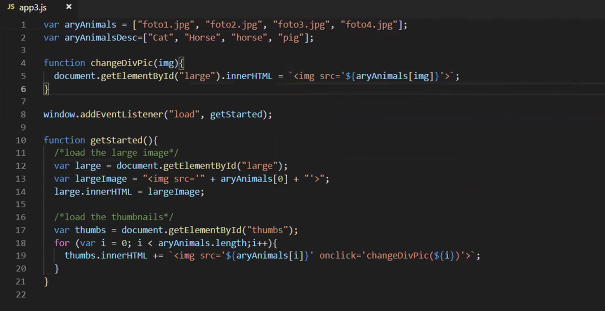 JS app3.js ×
1 var aryAnimals = ["foto1.jpg", "foto2.jpg", "foto3.jpg", "foto4.jpg"];
2 var aryAnimalsDesc=["Cat", "Horse", "horse", "pig"];
3
4 function changeDivPic(img){
5 document.getElementById("large").innerHTML = `<img src='${aryAnimals[img]}'>`;
6 }
7
8 window.addEventListener("load", getStarted);
9
10 function getStarted(){
11 /*load the large image*/
12 var large = document.getElementById("large");
13 var largeImage = "<img src='" + aryAnimals[0] + "'>";
14 large.innerHTML = largeImage;
15
16 /*load the thumbnails*/
17 var thumbs = document.getElementById("thumbs");
18 for (var i = 0; i < aryAnimals.length;i++){
19 thumbs.innerHTML += `<img src='${aryAnimals[i]}' onclick='changeDivPic(${i})'>`;
20 }
21 }
22